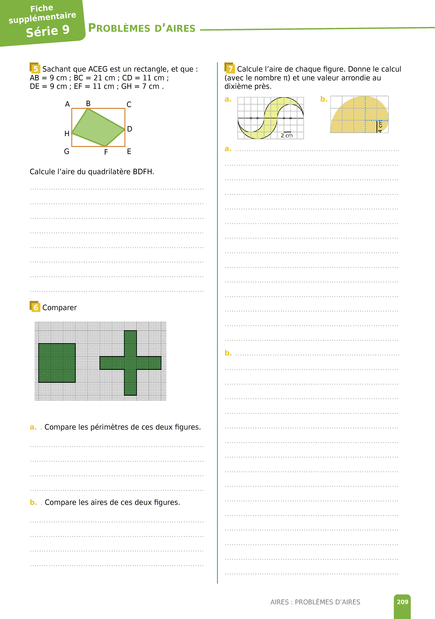 Fiche
supplémentaire
Série 9
PROBLÈMES D'AIRES
5 Sachant que ACEG est un rectangle, et que :
AB = 9 cm ; BC = 21 cm ; CD = 11 cm ;
DE = 9 cm ; EF = 11 cm ; GH = 7 cm .
A B C
H D
G F E
Calcule l'aire du quadrilatère BDFH.
6 Comparer
a. . Compare les périmètres de ces deux figures.
b. . Compare les aires de ces deux figures.
7 Calcule l'aire de chaque figure. Donne le calcul
(avec le nombre π) et une valeur arrondie au
dixième près.
a. b.
2 cm
a.
b.
AIRES : PROBLÈMES D'AIRES 209